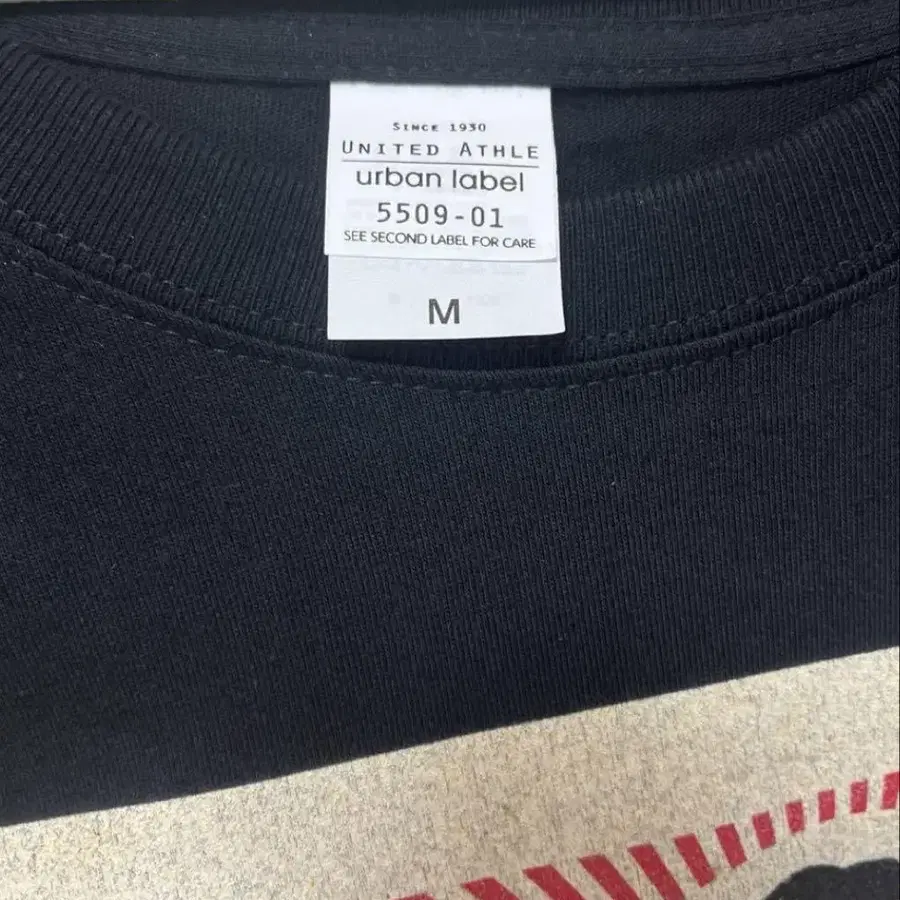 SINCE 1930
UNITED ATHLE
urban label
5509-01
SEE SECOND LABEL FOR CARE
M